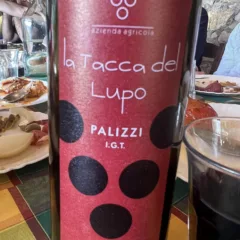 azienda agricola
la Tacca del
Lupo
PALIZZI
I.G.T.